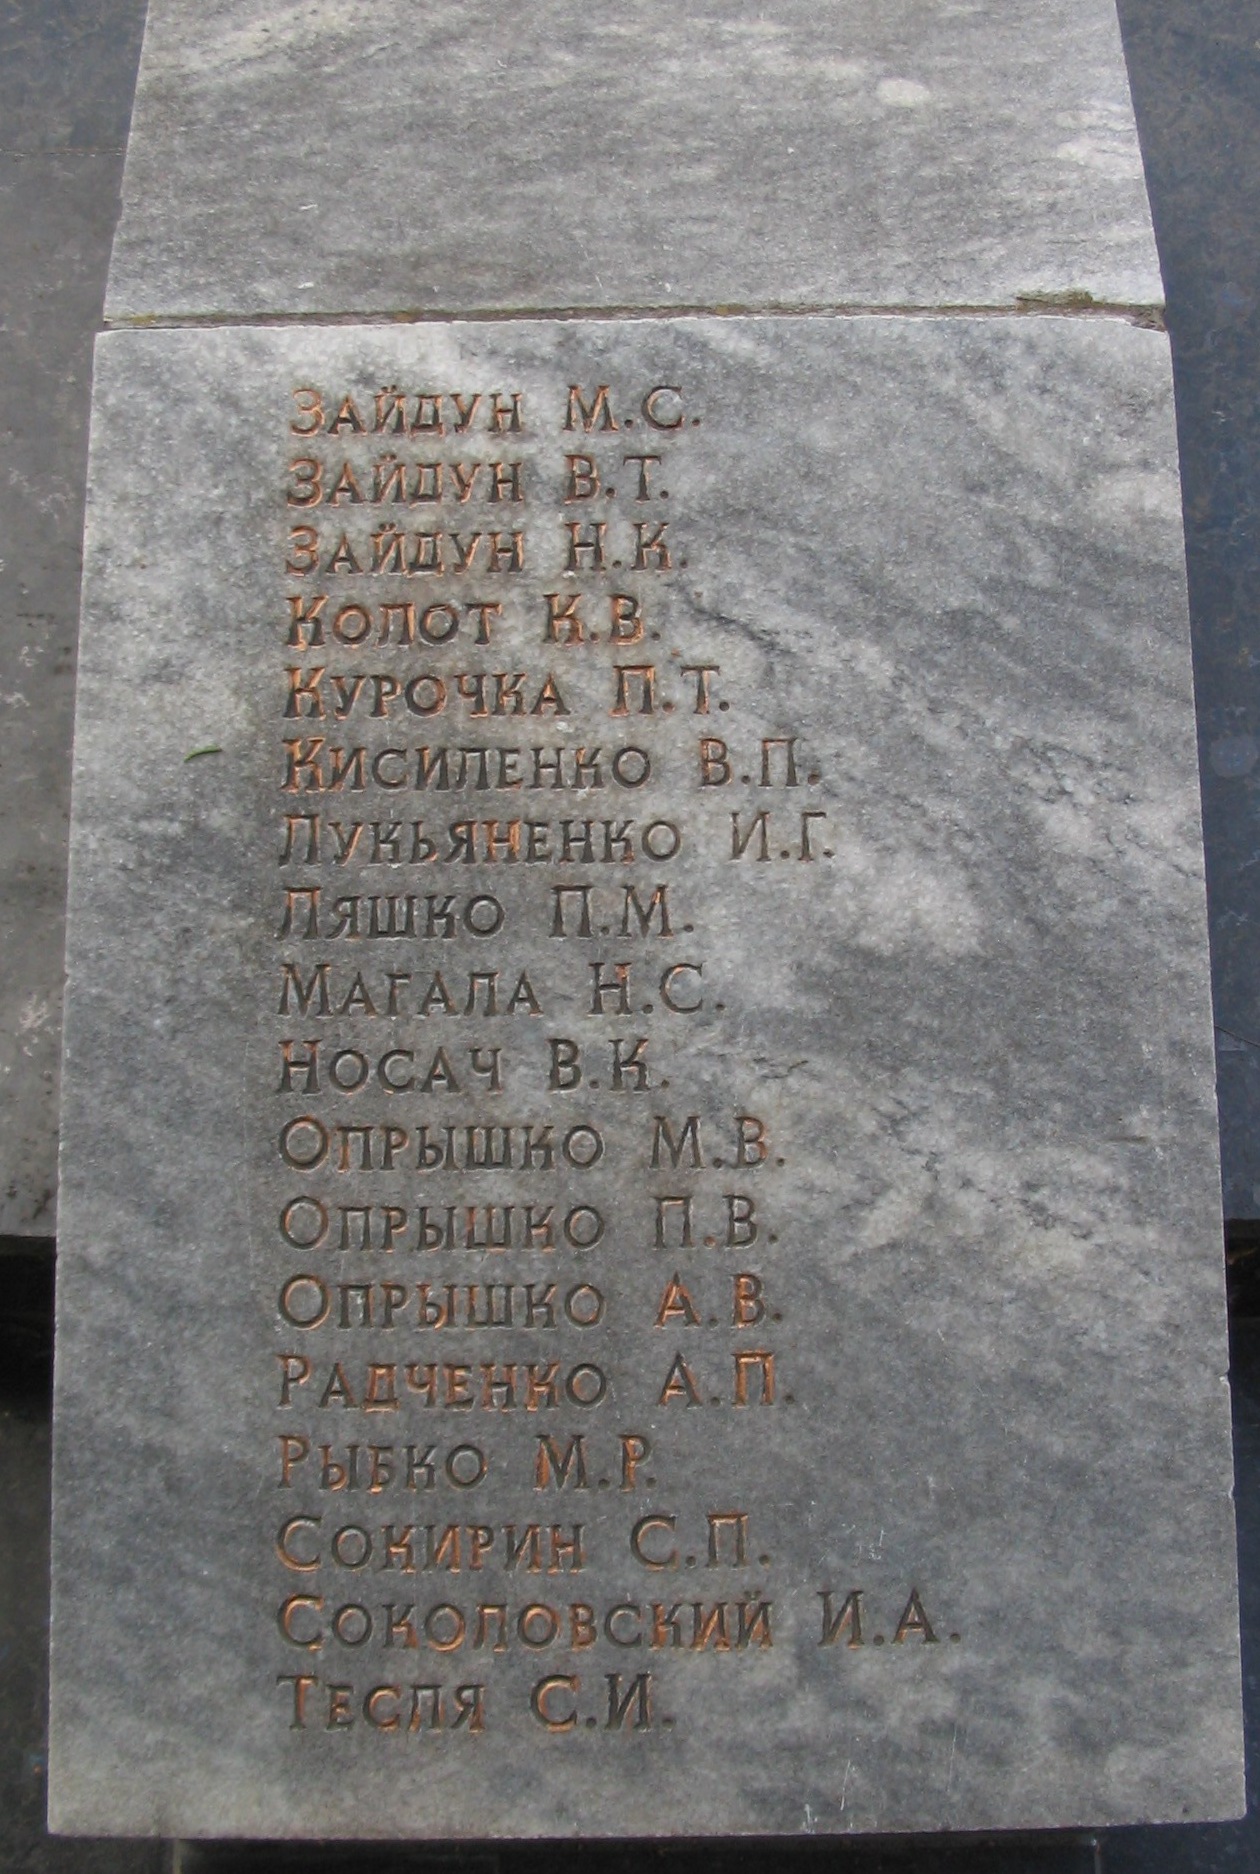 Зайдун М.С.
Зайдун В.Т.
Зайдун Н.К.
Колот К.В.
Курочка П.Т.
Кисиленко В.П.
Лукьяненко И.Г.
Ляшко П.М.
Магала Н.С.
Носач В.К.
Опрышко М.В.
Опрышко П.В.
Опрышко А.В.
Радченко А.П.
Рыбко М.Р.
Сокирин С.П.
Соколовский И.А.
Тесля С.И.